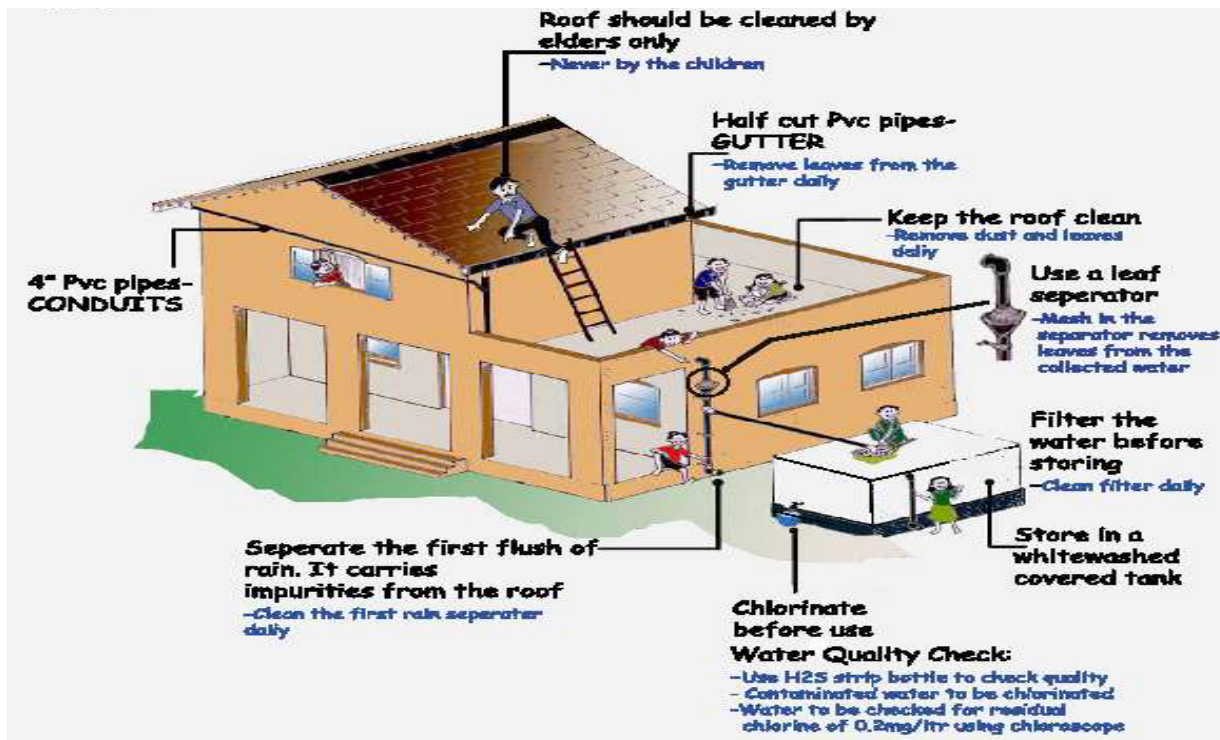 Roof should be cleaned by
elders only
-Never by the children
Half cut Pvc pipes-
GUTTER
-Remove leaves from the
gutter daily
Keep the roof clean
-Remove dust and leaves
daily
4" Pvc pipes-
CONDUITS
Use a leaf
seperator
-Mesh in the
separator removes
leaves from the
collected water
Filter the
water before
storing
-Clean filter daily
Store in a
whitewashed
covered tank
Seperate the first flush of
rain. It carries
impurities from the roof
-Clean the first rain seperater
daily
Chlorinate
before use
Water Quality Check:
-Use H2S strip bottle to check quality
- Contaminated water to be chlorinated
-Water to be checked for residual
chlorine of 0.2mg/ltr using chloroscope